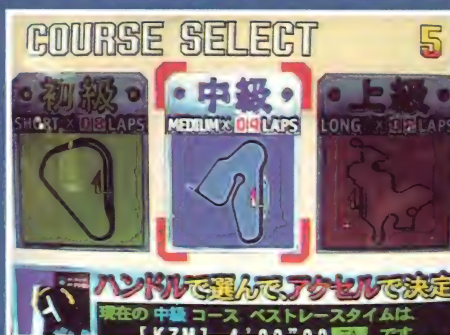 COURSE SELECT 5
初級 中級 上級
SHORT × LAPS MEDIUM × LAPS LONG × LAPS
ハンドルで選んで、アクセルで決定
現在の 中級 コース ベストレースタイムは
[KZM] です